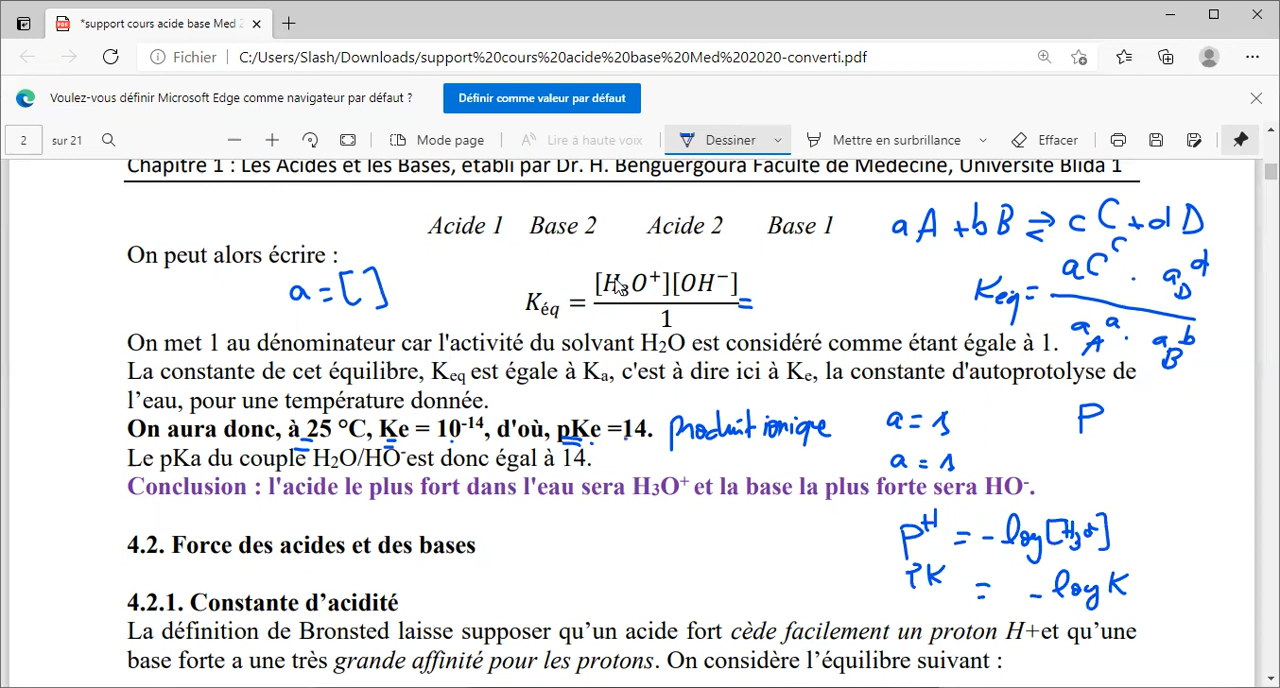 *support cours acide base Med 2
Fichier C:/Users/Slash/Downloads/support%20cours%20acide%20base%20Med%202020-converti.pdf
Voulez-vous définir Microsoft Edge comme navigateur par défaut ? Définir comme valeur par défaut
2 sur 21 Mode page Lire à haute voix Dessiner Mettre en surbrillance Effacer
Chapitre 1 : Les Acides et les Bases, établi par Dr. H. Benguergoura Faculté de Médecine, Université Blida 1
Acide 1 Base 2 Acide 2 Base 1
aA + bB ⇌ cC + dD
On peut alors écrire :
a = [ ]
Kéq = [H₃O⁺][OH⁻] / 1 =
Keq = aC^c . aD^d / aA^a . aB^b
On met 1 au dénominateur car l'activité du solvant H₂O est considéré comme étant égale à 1.
La constante de cet équilibre, Keq est égale à Ka, c'est à dire ici à Ke, la constante d'autoprotolyse de
l'eau, pour une température donnée.
On aura donc, à 25 °C, Ke = 10⁻¹⁴, d'où, pKe =14. produit ionique a = 1 P
Le pKa du couple H₂O/HO⁻est donc égal à 14. a = 1
Conclusion : l'acide le plus fort dans l'eau sera H₃O⁺ et la base la plus forte sera HO⁻.
pH = - log[H₃O⁺]
4.2. Force des acides et des bases
PK = - log K
4.2.1. Constante d’acidité
La définition de Bronsted laisse supposer qu’un acide fort cède facilement un proton H+et qu’une
base forte a une très grande affinité pour les protons. On considère l’équilibre suivant :